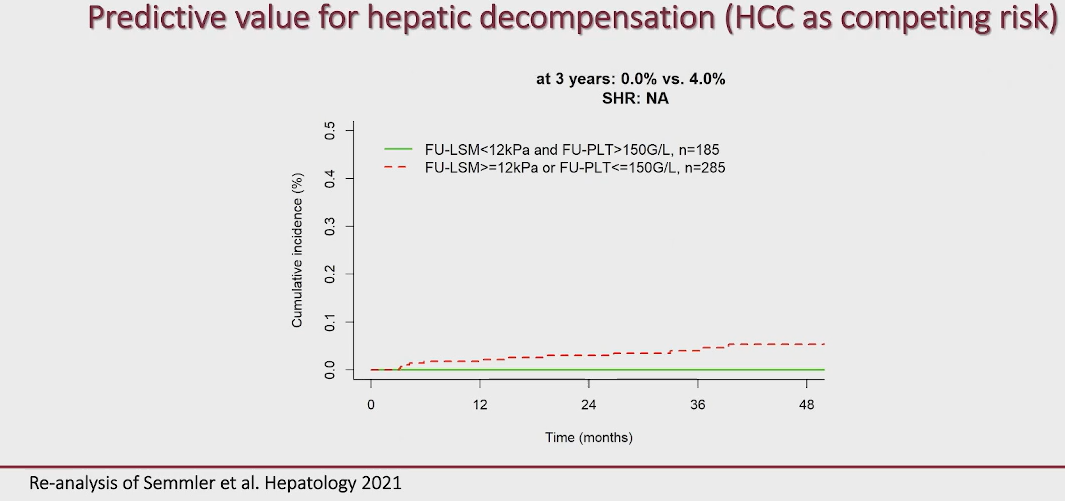 Predictive value for hepatic decompensation (HCC as competing risk)
at 3 years: 0.0% vs. 4.0%
SHR: NA
FU-LSM<12kPa and FU-PLT>150G/L, n=185
FU-LSM>=12kPa or FU-PLT<=150G/L, n=285
Cumulative incidence (%)
0.5
0.4
0.3
0.2
0.1
0.0
0 12 24 36 48
Time (months)
Re-analysis of Semmler et al. Hepatology 2021